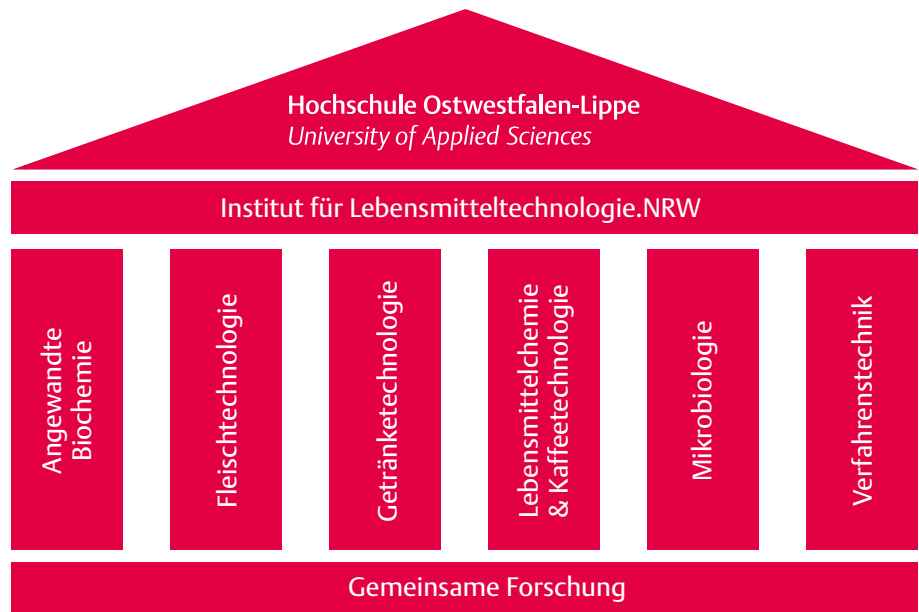 Hochschule Ostwestfalen-Lippe
University of Applied Sciences
Institut für Lebensmitteltechnologie.NRW
Angewandte
Biochemie
Fleischtechnologie
Getränketechnologie
Lebensmittelchemie
& Kaffeetechnologie
Mikrobiologie
Verfahrenstechnik
Gemeinsame Forschung